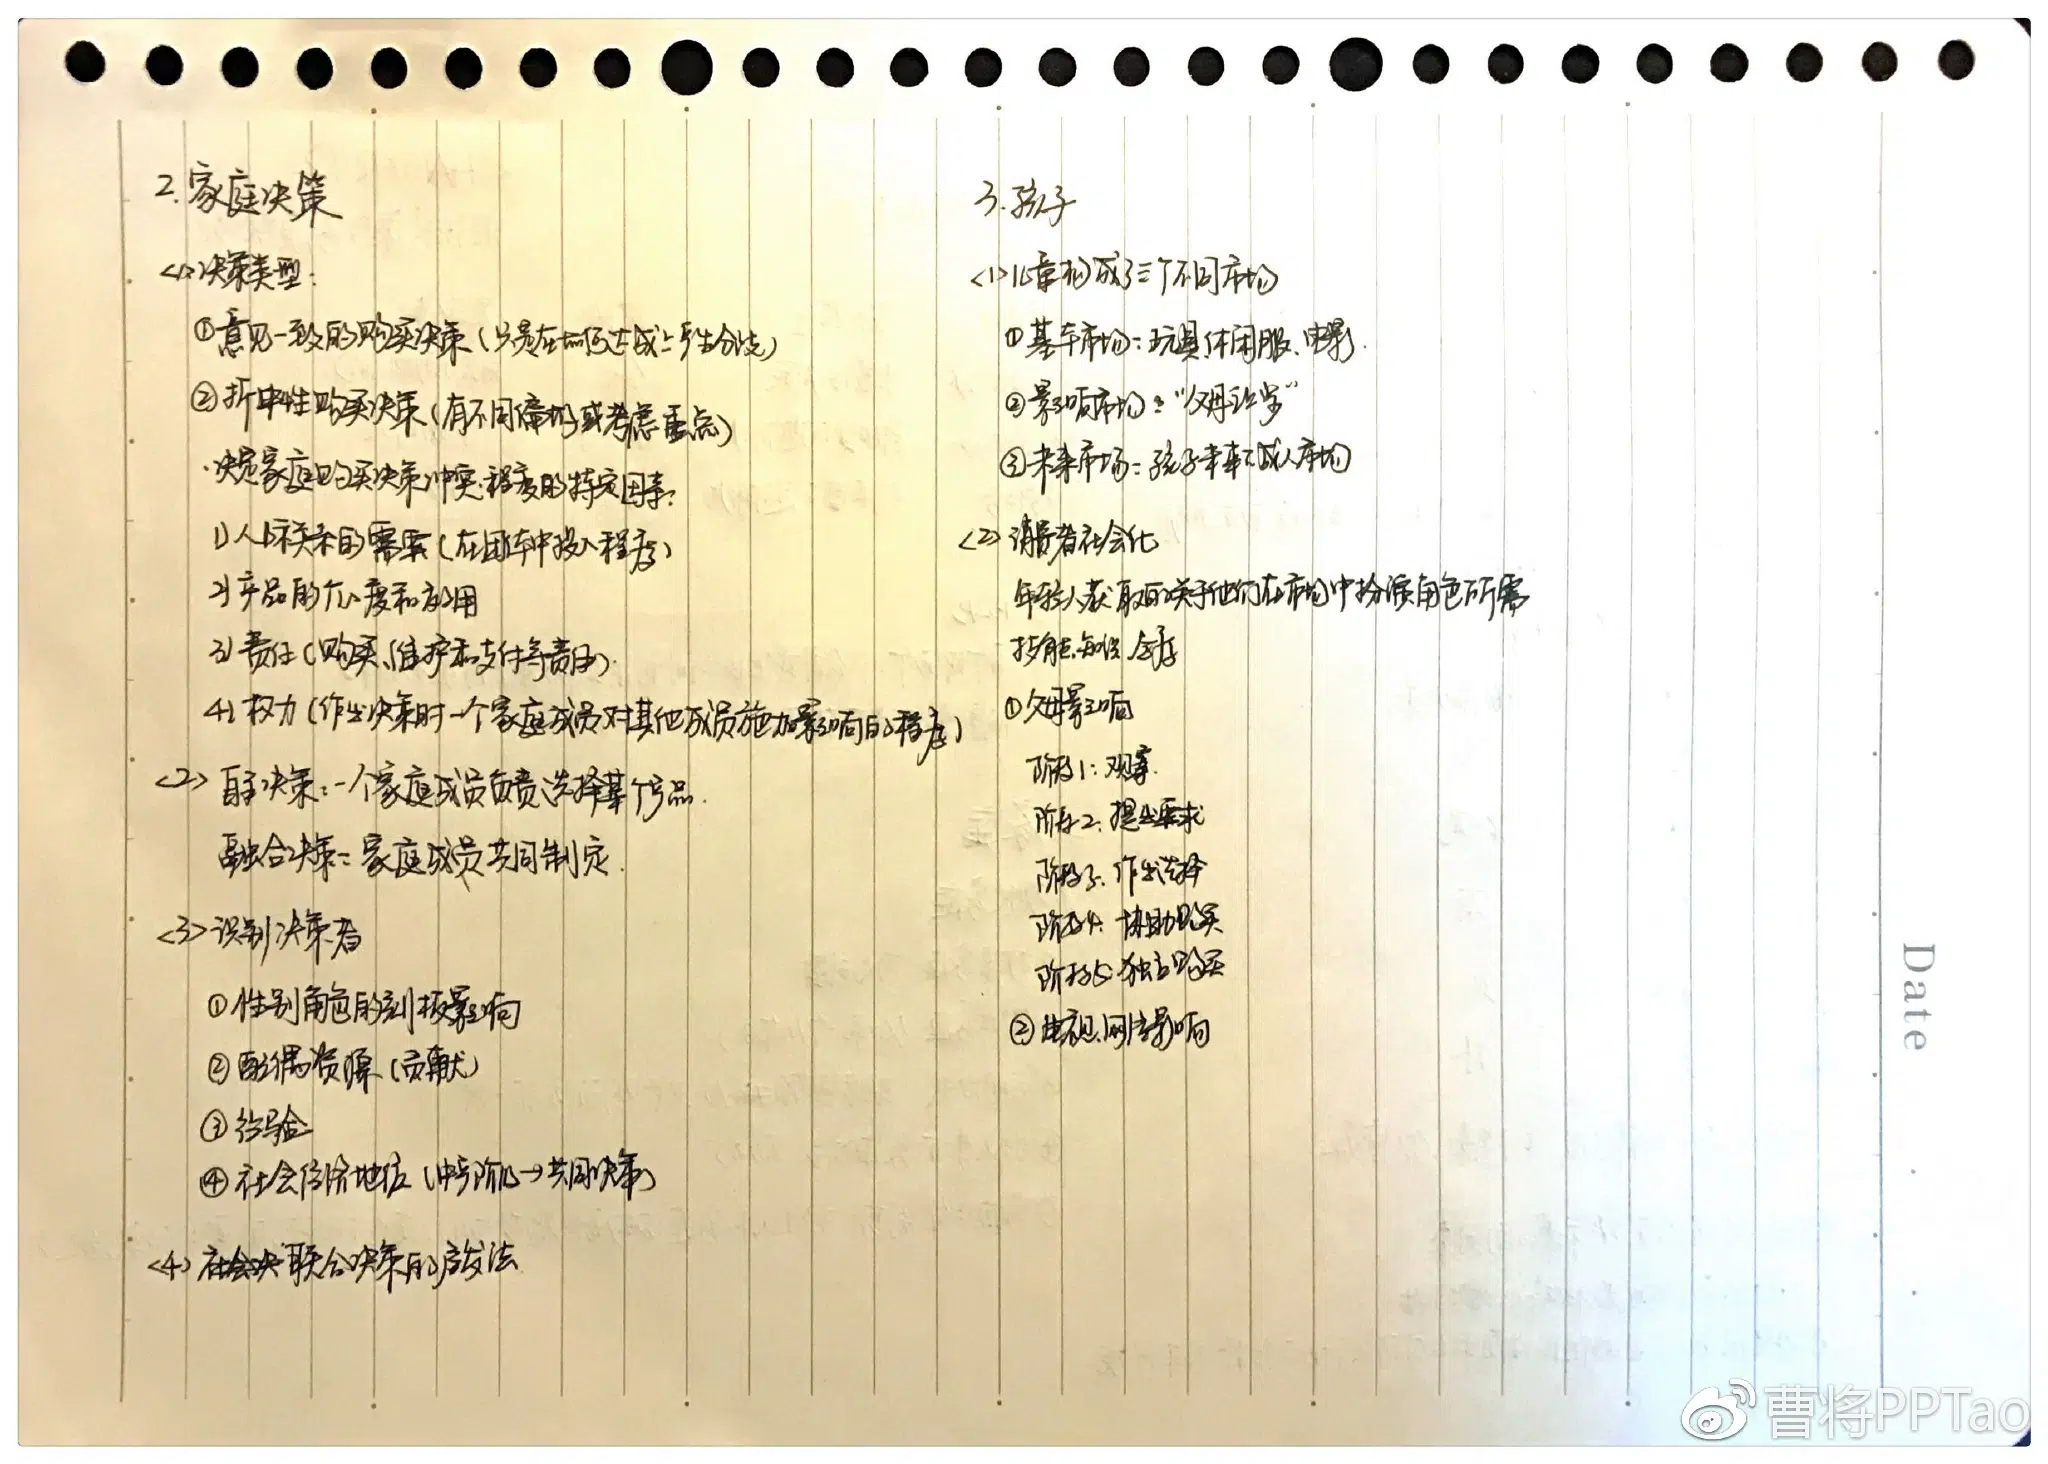 2.家庭决策
<1>决策类型:
①意见一致的购买决策(只是在如何达成上产生分歧)
②折中性购买决策(有不同偏好或考虑重点)
·决定家庭购买决策冲突程度的特定因素:
1)人际关系的需要(在团体中投入程度)
2)产品的介入度和效用
3)责任(购买、维护和支付等责任)
4)权力(作出决策时一个家庭成员对其他成员施加影响的程度)
<2>自主决策:一个家庭成员负责选择某个产品.
融合决策:家庭成员共同制定.
<3>识别决策者
①性别角色的刻板影响
②配偶资源(贡献)
③经验
④社会经济地位(中产阶级→共同决策)
<4>联合决策的启发法
3.孩子
<1>儿童构成了三个不同市场
①基本市场:玩具、休闲服、电影.
②影响市场:"父母让步"
③未来市场:孩子未来、成人市场
<2>消费者社会化
年轻人获取的关于他们在市场中扮演角色所需
技能、知识、态度
①父母影响
阶段1:观察.
阶段2:提出要求
阶段3:作出选择
阶段4:协助购买
阶段5:独立购买
②电视、网络影响
Date
曹将PPTao